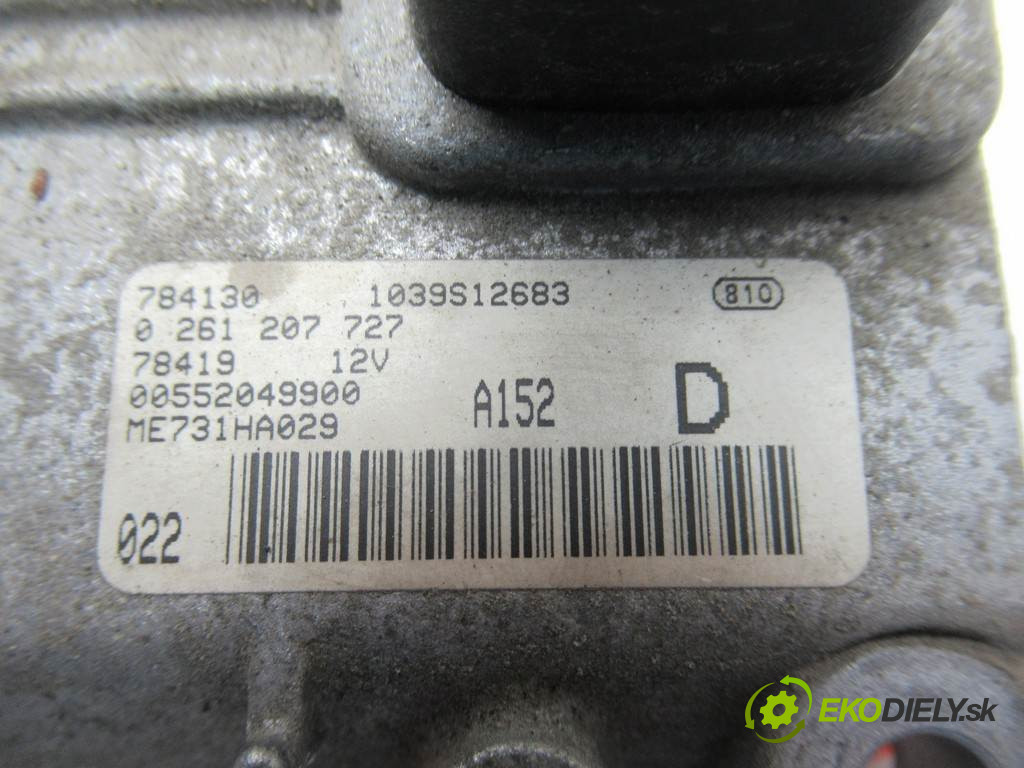 784130 1039S12683 810
0 261 207 727
78419 12V
00552049900
ME731HA029 A152 D
022
EKODIELY.sk